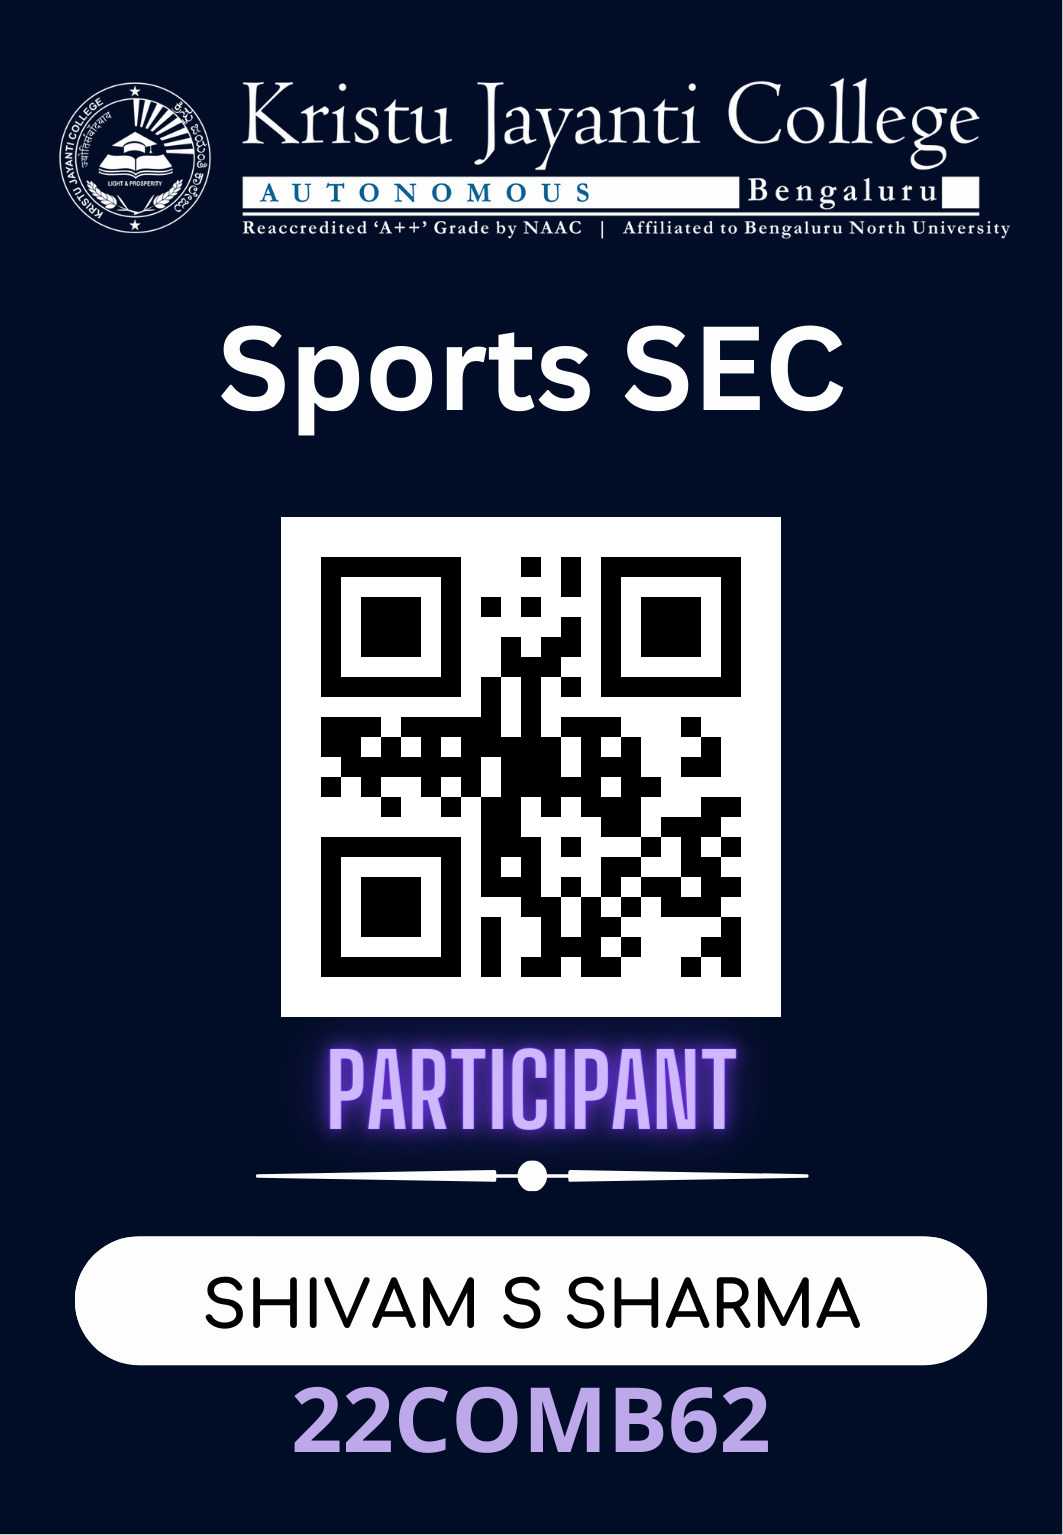 KRISTU JAYANTI COLLEGE
ಕ್ರಿಸ್ತು ಜಯಂತಿ ಕಾಲೇಜು
LIGHT & PROSPERITY
Kristu Jayanti College
AUTONOMOUS Bengaluru
Reaccredited ‘A++’ Grade by NAAC | Affiliated to Bengaluru North University
Sports SEC
PARTICIPANT
SHIVAM S SHARMA
22COMB62